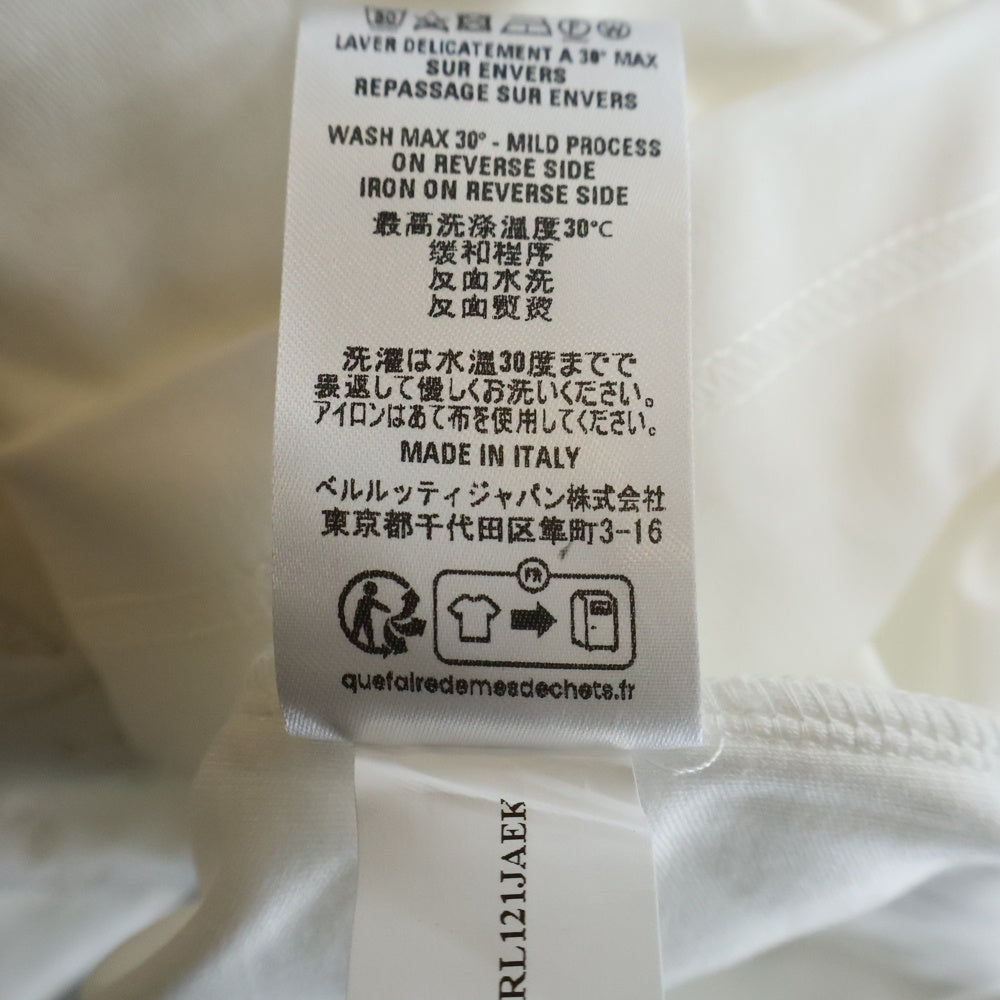 30
LAVER DELICATEMENT A 30° MAX
SUR ENVERS
REPASSAGE SUR ENVERS
WASH MAX 30° - MILD PROCESS
ON REVERSE SIDE
IRON ON REVERSE SIDE
最高洗涤温度30°C
缓和程序
反面水洗
反面熨烫
洗濯は水温30度までで
裏返して優しくお洗いください。
アイロンはあて布を使用してください。
MADE IN ITALY
ベルルッティジャパン株式会社
東京都千代田区隼町3-16
FR
quefairedemesdechets.fr
RL121JAEK